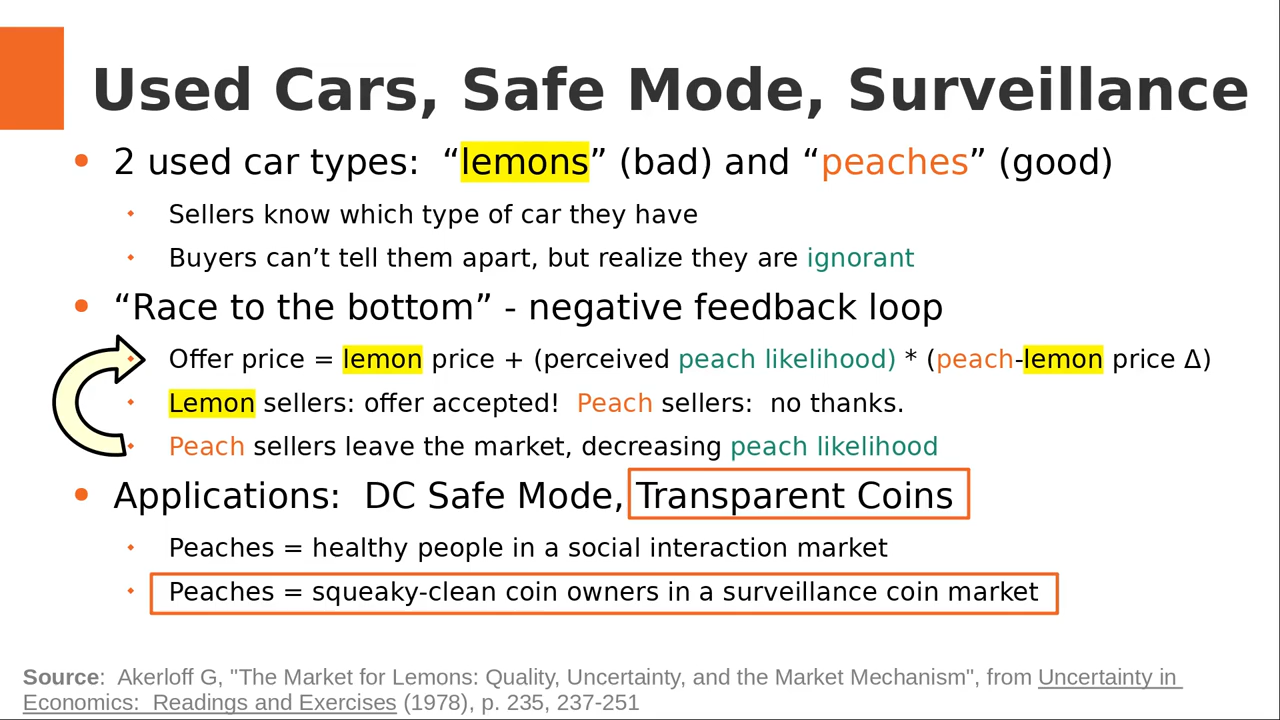 Used Cars, Safe Mode, Surveillance
• 2 used car types:  “lemons” (bad) and “peaches” (good)
Sellers know which type of car they have
Buyers can’t tell them apart, but realize they are ignorant
• “Race to the bottom” - negative feedback loop
Offer price = lemon price + (perceived peach likelihood) * (peach-lemon price Δ)
Lemon sellers: offer accepted!  Peach sellers:  no thanks.
Peach sellers leave the market, decreasing peach likelihood
• Applications:  DC Safe Mode, Transparent Coins
Peaches = healthy people in a social interaction market
Peaches = squeaky-clean coin owners in a surveillance coin market
Source:  Akerloff G, "The Market for Lemons: Quality, Uncertainty, and the Market Mechanism", from Uncertainty in
Economics:  Readings and Exercises (1978), p. 235, 237-251